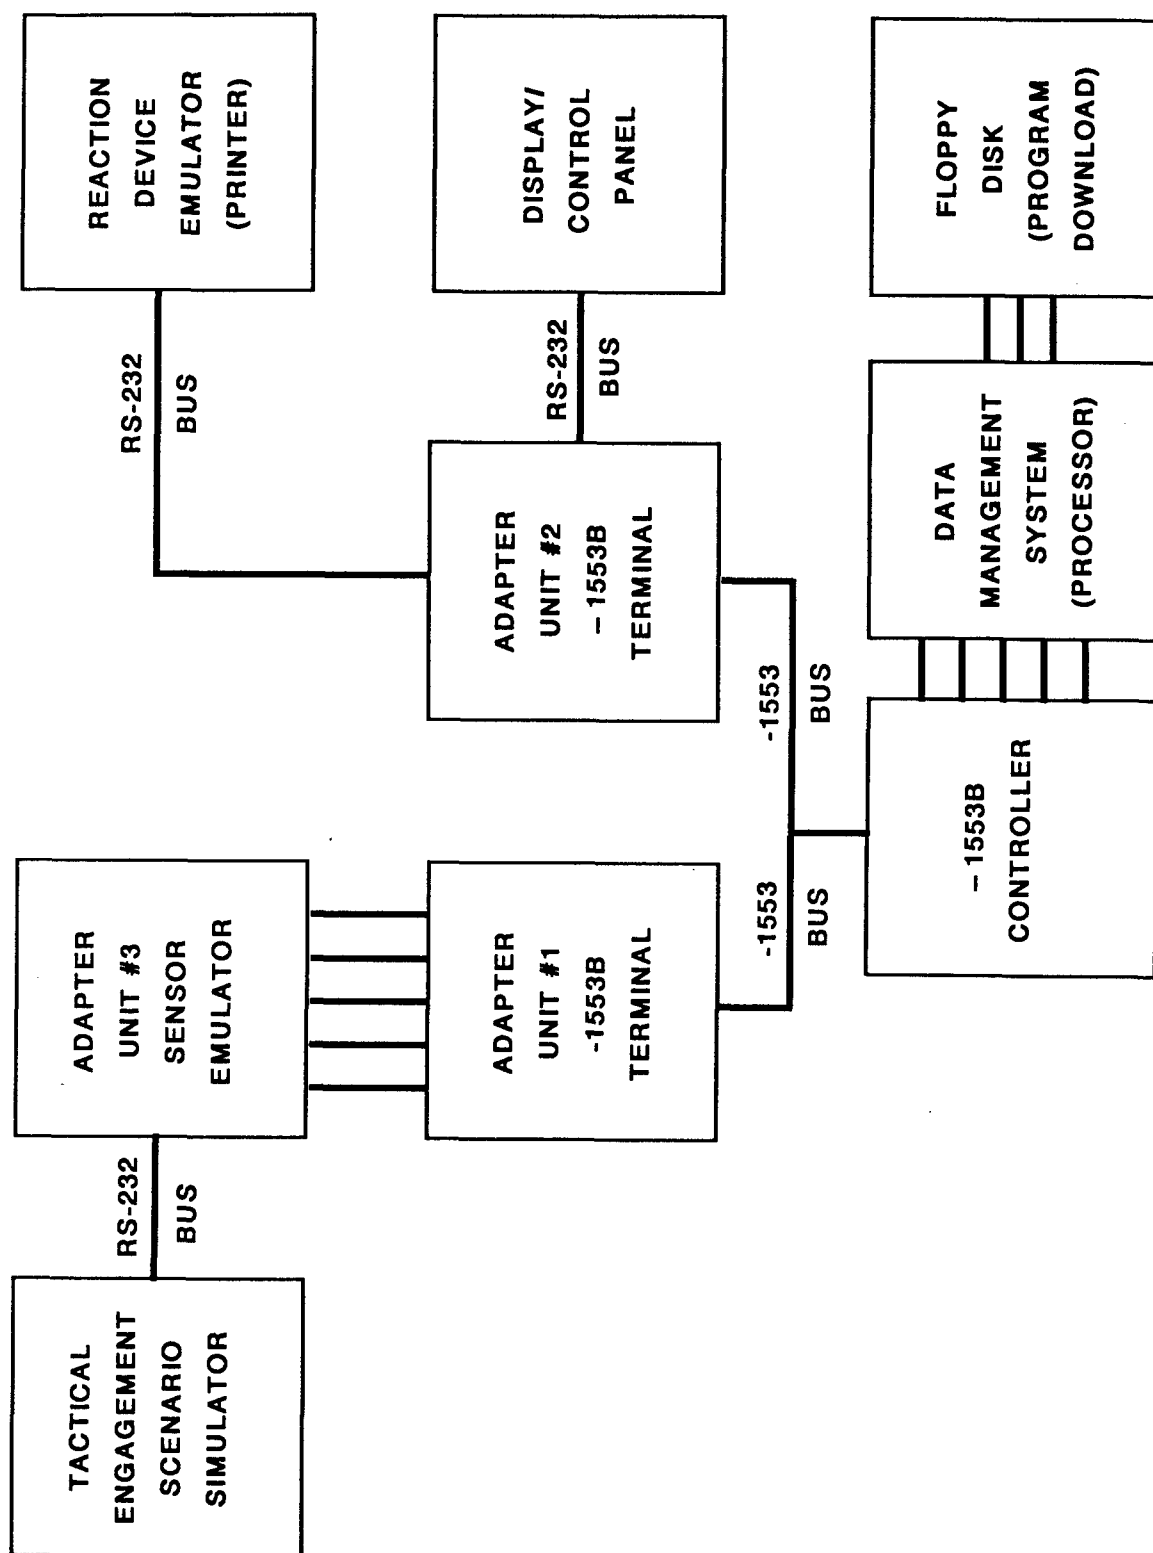 TACTICAL
ENGAGEMENT
SCENARIO
SIMULATOR
RS-232
BUS
ADAPTER
UNIT #3
SENSOR
EMULATOR
RS-232
BUS
REACTION
DEVICE
EMULATOR
(PRINTER)
ADAPTER
UNIT #1
-1553B
TERMINAL
ADAPTER
UNIT #2
–1553B
TERMINAL
RS-232
BUS
DISPLAY/
CONTROL
PANEL
-1553
BUS
-1553
BUS
–1553B
CONTROLLER
DATA
MANAGEMENT
SYSTEM
(PROCESSOR)
FLOPPY
DISK
(PROGRAM
DOWNLOAD)